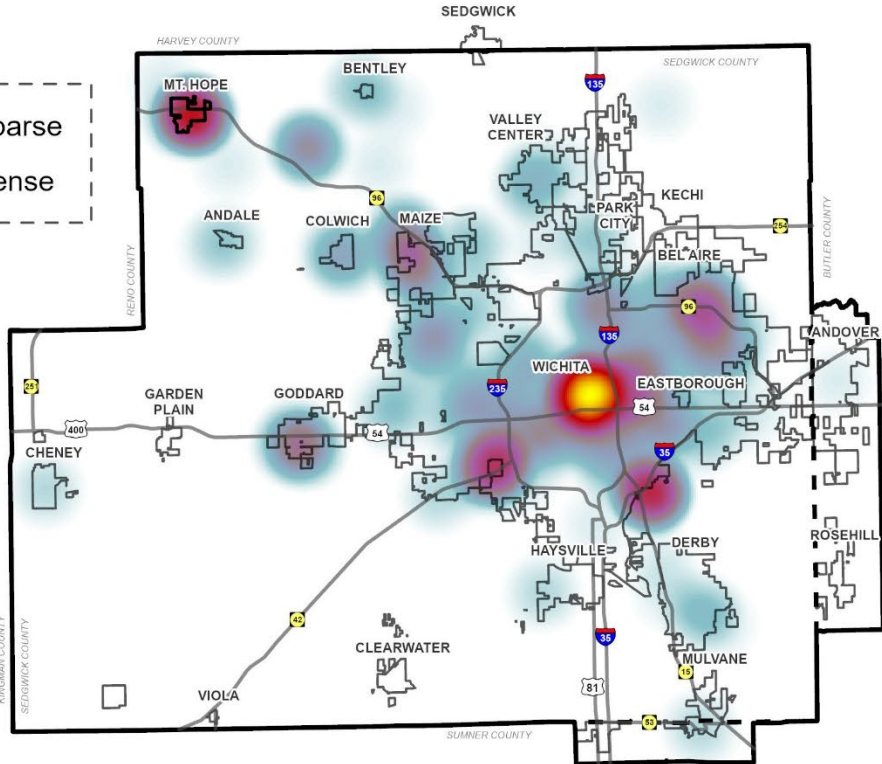 SEDGWICK
HARVEY COUNTY
SEDGWICK COUNTY
BENTLEY
MT. HOPE
135
VALLEY
CENTER
96
ANDALE
COLWICH
MAIZE
PARK
CITY
KECHI
254
BEL AIRE
RENO COUNTY
BUTLER COUNTY
96
135
ANDOVER
WICHITA
235
EASTBOROUGH
54
251
GARDEN
PLAIN
GODDARD
400
54
CHENEY
35
HAYSVILLE
DERBY
ROSEHILL
42
35
CLEARWATER
MULVANE
15
81
VIOLA
53
KINGMAN COUNTY
SEDGWICK COUNTY
SUMNER COUNTY